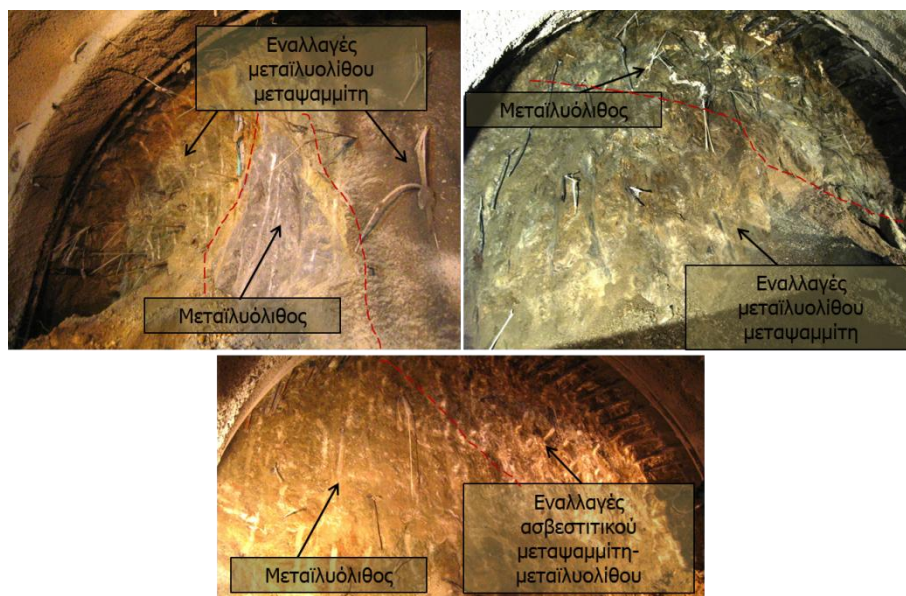 Εναλλαγές
μεταϊλυολίθου
μεταψαμμίτη
Μεταϊλυόλιθος
Μεταϊλυόλιθος
Εναλλαγές
μεταϊλυολίθου
μεταψαμμίτη
Μεταϊλυόλιθος
Εναλλαγές
ασβεστιτικού
μεταψαμμίτη-
μεταϊλυολίθου